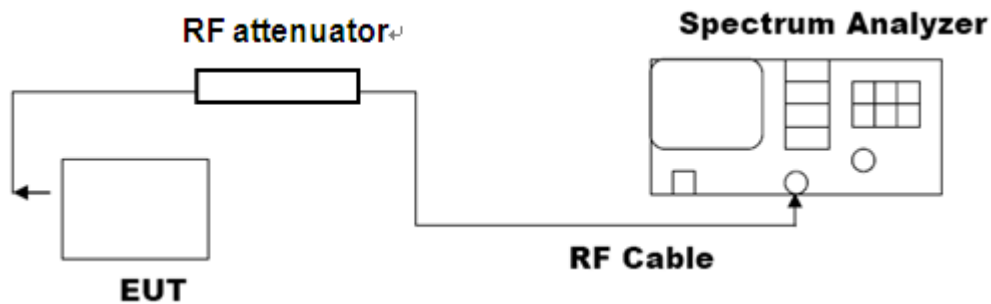 RF attenuator↵
Spectrum Analyzer
RF Cable
EUT